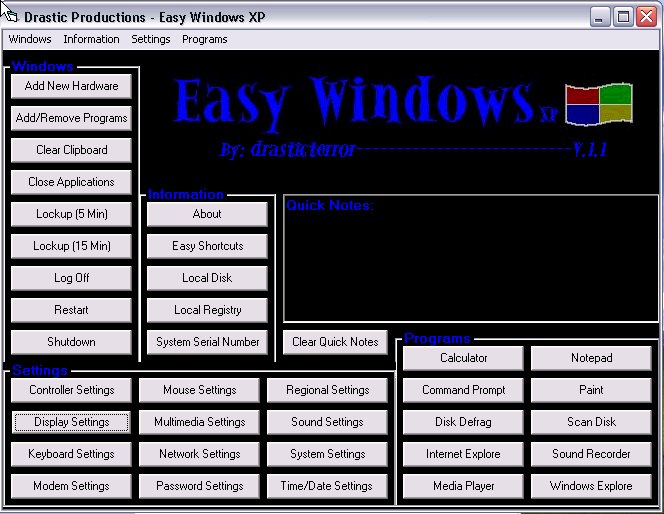 Drastic Productions - Easy Windows XP
Windows Information Settings Programs
Windows
Add New Hardware
Add/Remove Programs
Clear Clipboard
Close Applications
Lockup (5 Min)
Lockup (15 Min)
Log Off
Restart
Shutdown
Easy Windows XP
By: drasticterror------------------------------V.1.1
Information
About
Easy Shortcuts
Local Disk
Local Registry
System Serial Number
Quick Notes:
Clear Quick Notes
Settings
Controller Settings Mouse Settings Regional Settings
Display Settings Multimedia Settings Sound Settings
Keyboard Settings Network Settings System Settings
Modem Settings Password Settings Time/Date Settings
Programs
Calculator Notepad
Command Prompt Paint
Disk Defrag Scan Disk
Internet Explore Sound Recorder
Media Player Windows Explore